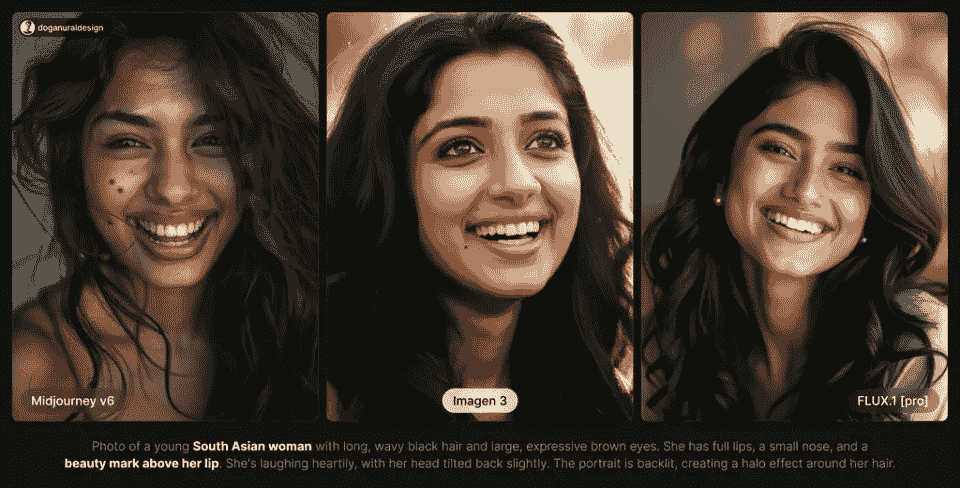 doganuraldesign
Midjourney v6
Imagen 3
FLUX.1 [pro]
Photo of a young South Asian woman with long, wavy black hair and large, expressive brown eyes. She has full lips, a small nose, and a
beauty mark above her lip. She's laughing heartily, with her head tilted back slightly. The portrait is backlit, creating a halo effect around her hair.